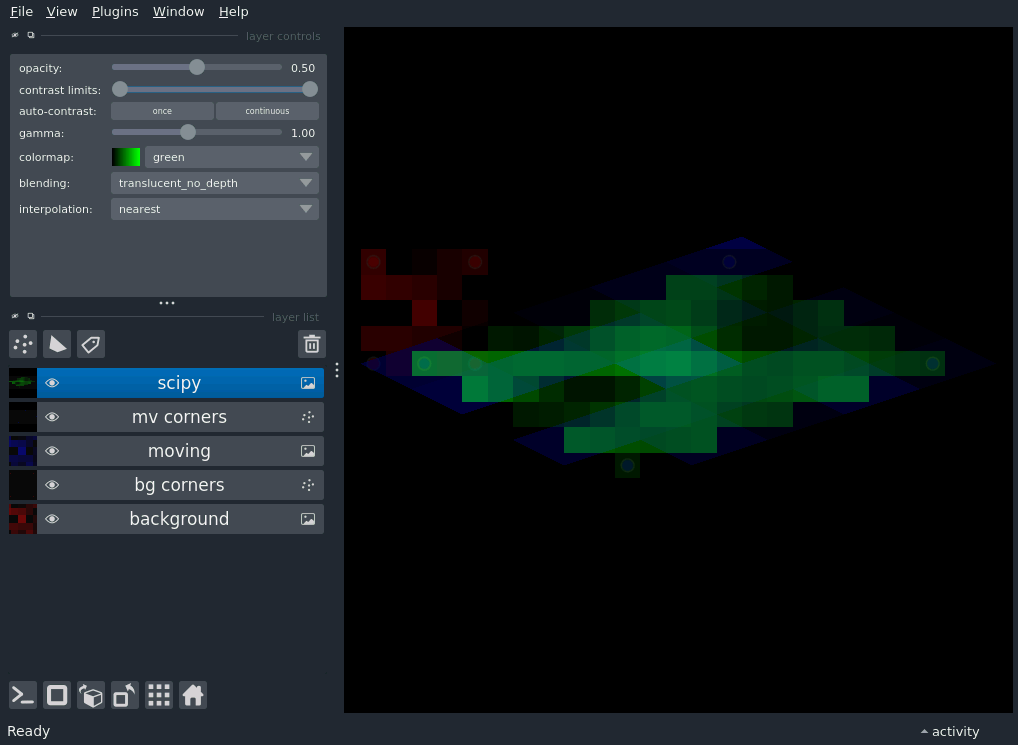 File View Plugins Window Help
layer controls
opacity: 0.50
contrast limits:
auto-contrast: once continuous
gamma: 1.00
colormap: green
blending: translucent_no_depth
interpolation: nearest
layer list
scipy
mv corners
moving
bg corners
background
Ready
activity